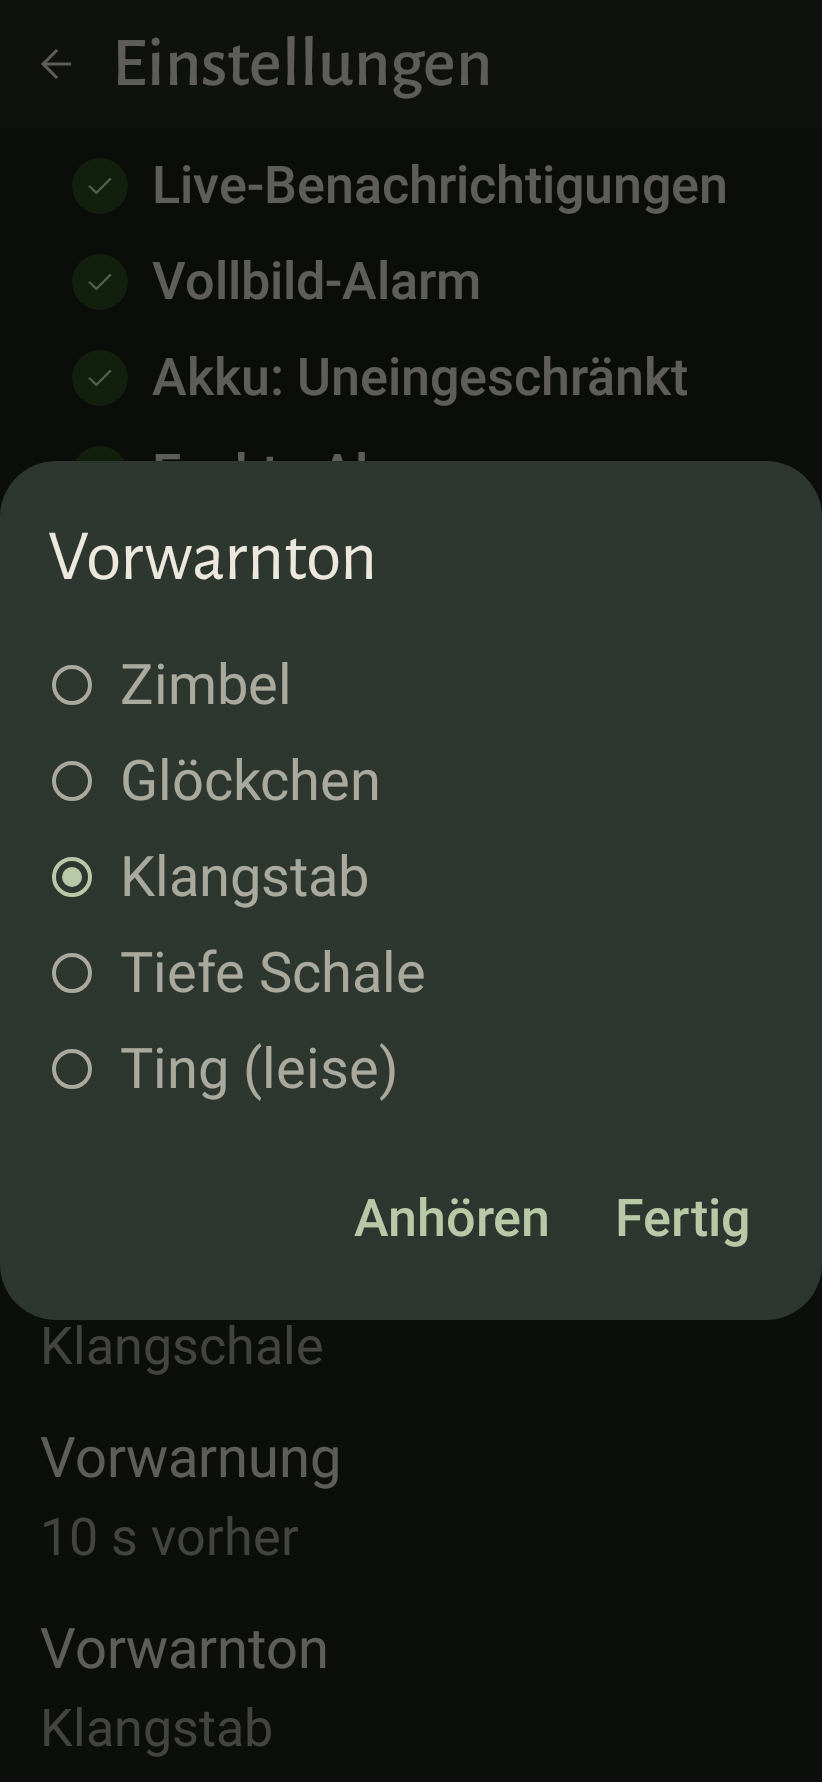 Einstellungen
Live-Benachrichtigungen
Vollbild-Alarm
Akku: Uneingeschränkt
Vorwarnton
Zimbel
Glöckchen
Klangstab
Tiefe Schale
Ting (leise)
Anhören Fertig
Klangschale
Vorwarnung
10 s vorher
Vorwarnton
Klangstab